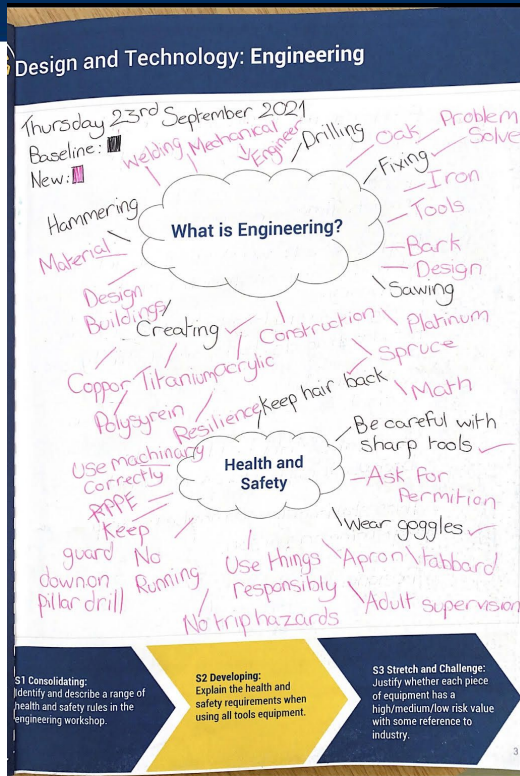 Design and Technology: Engineering
Thursday 23rd September 2021
Baseline:
New:
Welding
Mechanical
Engineer
Drilling
Oak
Problem
Solve
Fixing
Iron
Tools
Bark
Design
Sawing
Hammering
Material
What is Engineering?
Design
Buildings
Creating
Construction
Platinum
Spruce
Math
Coppor
Titanium
acrylic
Polysyrein
Resilience
Keep hair back
Be careful with
sharp tools
Use machinary
correctly
Health and
Safety
Ask for
Permition
PPE
Wear goggles
Keep
guard
down on
pillar drill
No
Running
Use things
responsibly
Apron\tabbard
No trip hazards
Adult supervision
S1 Consolidating:
Identify and describe a range of
health and safety rules in the
engineering workshop.
S2 Developing:
Explain the health and
safety requirements when
using all tools equipment.
S3 Stretch and Challenge:
Justify whether each piece
of equipment has a
high/medium/low risk value
with some reference to
industry.
3